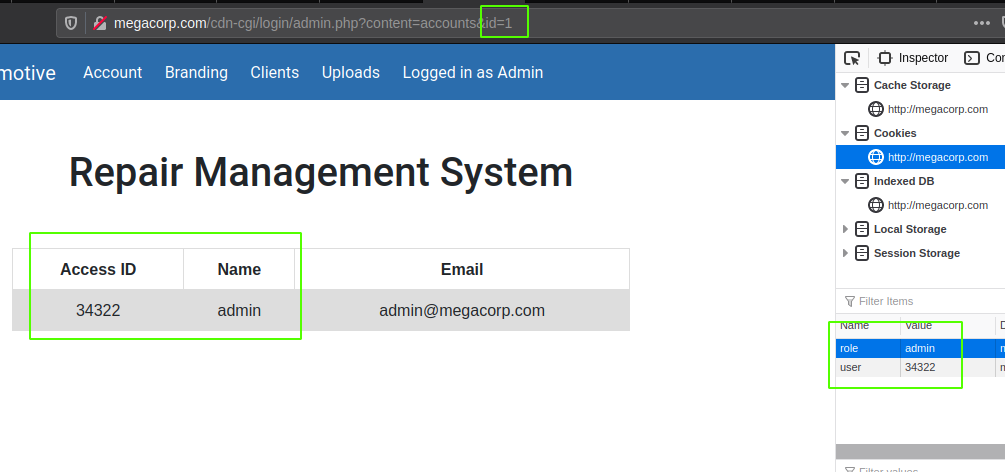 megacorp.com/cdn-cgi/login/admin.php?content=accounts&id=1
motive Account Branding Clients Uploads Logged in as Admin
Inspector
Cache Storage
http://megacorp.com
Cookies
http://megacorp.com
Indexed DB
http://megacorp.com
Local Storage
Session Storage
Repair Management System
Access ID Name Email
34322 admin admin@megacorp.com
Filter Items
Name Value D
role admin
user 34322
Filter values